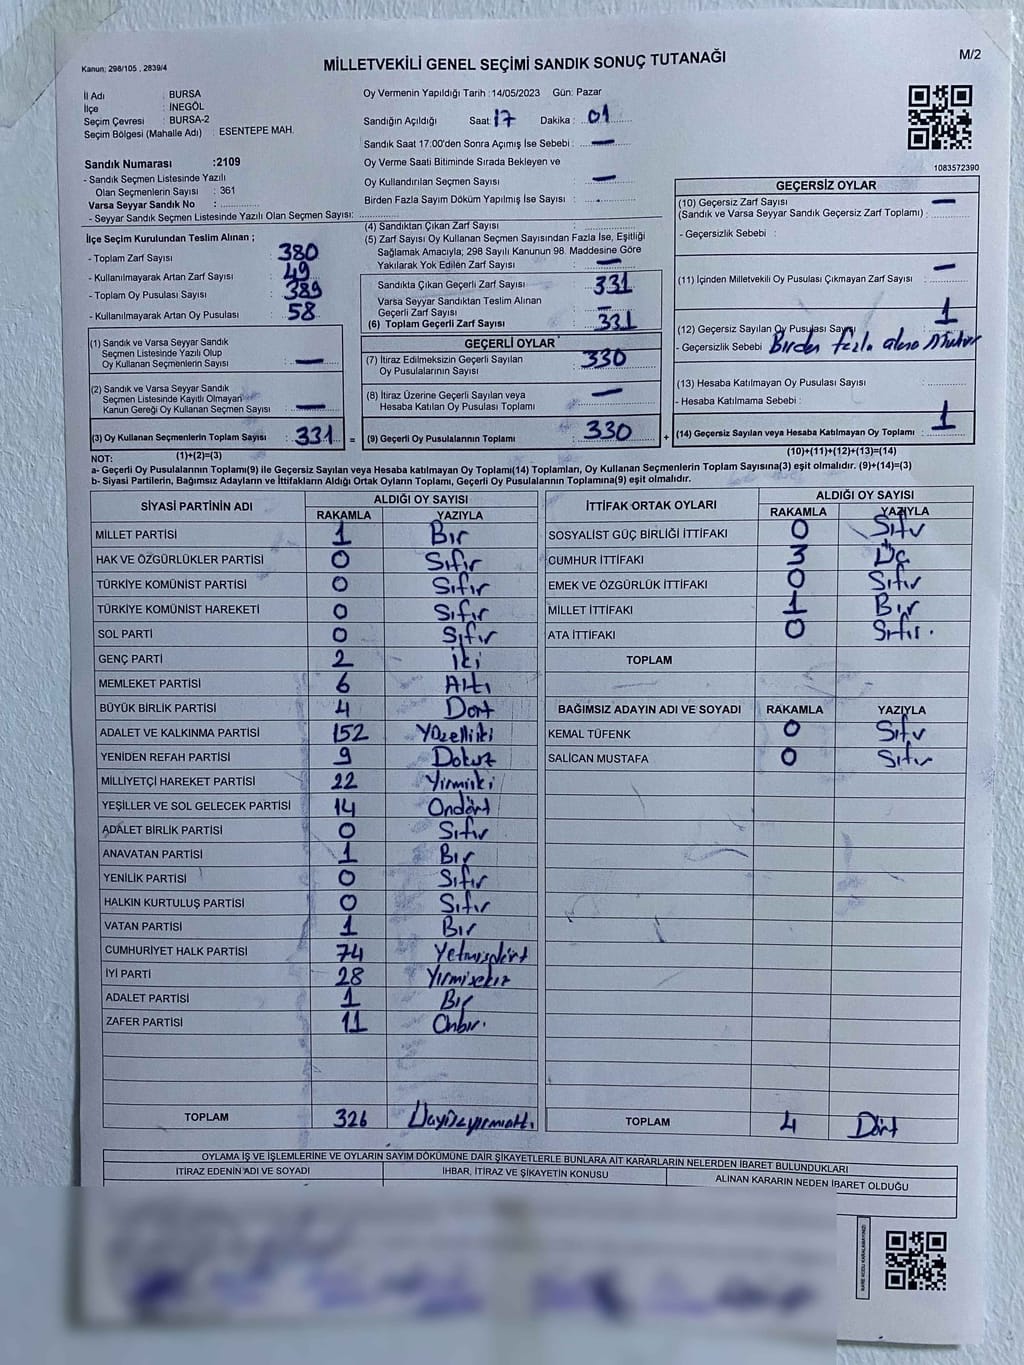 Kanun; 298/105 , 2839/4
MİLLETVEKİLİ GENEL SEÇİMİ SANDIK SONUÇ TUTANAĞI
M/2
İl Adı : BURSA
İlçe : İNEGÖL
Seçim Çevresi : BURSA-2
Seçim Bölgesi (Mahalle Adı) : ESENTEPE MAH.
Sandık Numarası :2109
- Sandık Seçmen Listesinde Yazılı
Olan Seçmenlerin Sayısı : 361
Varsa Seyyar Sandık No :
- Seyyar Sandık Seçmen Listesinde Yazılı Olan Seçmen Sayısı:
Oy Vermenin Yapıldığı Tarih :14/05/2023 Gün: Pazar
Sandığın Açıldığı Saat: 17 Dakika : 01
Sandık Saat 17:00'den Sonra Açımış İse Sebebi : —
Oy Verme Saati Bitiminde Sırada Bekleyen ve
Oy Kullandırılan Seçmen Sayısı : —
Birden Fazla Sayım Döküm Yapılmış İse Sayısı :
1083572390
İlçe Seçim Kurulundan Teslim Alınan ;
- Toplam Zarf Sayısı : 380
- Kullanılmayarak Artan Zarf Sayısı : 49
- Toplam Oy Pusulası Sayısı : 389
- Kullanılmayarak Artan Oy Pusulası : 58
(1) Sandık ve Varsa Seyyar Sandık
Seçmen Listesinde Yazılı Olup
Oy Kullanan Seçmenlerin Sayısı : —
(2) Sandık ve Varsa Seyyar Sandık
Seçmen Listesinde Kayıtlı Olmayan
Kanun Gereği Oy Kullanan Seçmen Sayısı : —
(3) Oy Kullanan Seçmenlerin Toplam Sayısı : 331 =
(1)+(2)=(3)
(4) Sandıktan Çıkan Zarf Sayısı :
(5) Zarf Sayısı Oy Kullanan Seçmen Sayısından Fazla İse, Eşitliği
Sağlamak Amacıyla; 298 Sayılı Kanunun 98. Maddesine Göre
Yakılarak Yok Edilen Zarf Sayısı : —
Sandıkta Çıkan Geçerli Zarf Sayısı : 331
Varsa Seyyar Sandıktan Teslim Alınan
Geçerli Zarf Sayısı : —
(6) Toplam Geçerli Zarf Sayısı : 331
GEÇERLİ OYLAR
(7) İtiraz Edilmeksizin Geçerli Sayılan
Oy Pusulalarının Sayısı : 330
(8) İtiraz Üzerine Geçerli Sayılan veya
Hesaba Katılan Oy Pusulası Toplamı : —
(9) Geçerli Oy Pusulalarının Toplamı : 330 +
GEÇERSİZ OYLAR
(10) Geçersiz Zarf Sayısı —
(Sandık ve Varsa Seyyar Sandık Geçersiz Zarf Toplamı) :
- Geçersizlik Sebebi :
(11) İçinden Milletvekili Oy Pusulası Çıkmayan Zarf Sayısı : —
(12) Geçersiz Sayılan Oy Pusulası Sayısı : 1
- Geçersizlik Sebebi : Birden fazla alana
(13) Hesaba Katılmayan Oy Pusulası Sayısı :
- Hesaba Katılmama Sebebi :
(14) Geçersiz Sayılan veya Hesaba Katılmayan Oy Toplamı : 1
(10)+(11)+(12)+(13)=(14)
NOT:
a- Geçerli Oy Pusulalarının Toplamı(9) ile Geçersiz Sayılan veya Hesaba katılmayan Oy Toplamı(14) Toplamları, Oy Kullanan Seçmenlerin Toplam Sayısına(3) eşit olmalıdır. (9)+(14)=(3)
b- Siyasi Partilerin, Bağımsız Adayların ve İttifakların Aldığı Ortak Oyların Toplamı, Geçerli Oy Pusulalarının Toplamına(9) eşit olmalıdır.
SİYASİ PARTİNİN ADI ALDIĞI OY SAYISI
RAKAMLA YAZIYLA
MİLLET PARTİSİ 1 Bir
HAK VE ÖZGÜRLÜKLER PARTİSİ 0 Sıfır
TÜRKİYE KOMÜNİST PARTİSİ 0 Sıfır
TÜRKİYE KOMÜNİST HAREKETİ 0 Sıfır
SOL PARTİ 0 Sıfır
GENÇ PARTİ 2 İki
MEMLEKET PARTİSİ 6 Altı
BÜYÜK BİRLİK PARTİSİ 4 Dört
ADALET VE KALKINMA PARTİSİ 152 Yüzelliiki
YENİDEN REFAH PARTİSİ 9 Dokuz
MİLLİYETÇİ HAREKET PARTİSİ 22 Yirmiiki
YEŞİLLER VE SOL GELECEK PARTİSİ 14 Ondört
ADALET BİRLİK PARTİSİ 0 Sıfır
ANAVATAN PARTİSİ 1 Bir
YENİLİK PARTİSİ 0 Sıfır
HALKIN KURTULUŞ PARTİSİ 0 Sıfır
VATAN PARTİSİ 1 Bir
CUMHURİYET HALK PARTİSİ 74 Yetmişdört
İYİ PARTİ 28 Yirmisekiz
ADALET PARTİSİ 1 Bir
ZAFER PARTİSİ 11 Onbir.
TOPLAM 326 Üçyüzyirmialtı
İTTİFAK ORTAK OYLARI ALDIĞI OY SAYISI
RAKAMLA YAZIYLA
SOSYALİST GÜÇ BİRLİĞİ İTTİFAKI 0 Sıfır
CUMHUR İTTİFAKI 3 Üç
EMEK VE ÖZGÜRLÜK İTTİFAKI 0 Sıfır
MİLLET İTTİFAKI 1 Bir
ATA İTTİFAKI 0 Sıfır.
TOPLAM
BAĞIMSIZ ADAYIN ADI VE SOYADI RAKAMLA YAZIYLA
KEMAL TÜFENK 0 Sıfır
SALİCAN MUSTAFA 0 Sıfır
TOPLAM 4 Dört
OYLAMA İŞ VE İŞLEMLERİNE VE OYLARIN SAYIM DÖKÜMÜNE DAİR ŞİKAYETLERLE BUNLARA AİT KARARLARIN NELERDEN İBARET BULUNDUKLARI
İTİRAZ EDENİN ADI VE SOYADI İHBAR, İTİRAZ VE ŞİKAYETİN KONUSU ALINAN KARARIN NEDEN İBARET OLDUĞU
KARE KODU KARALAMAYINIZ!